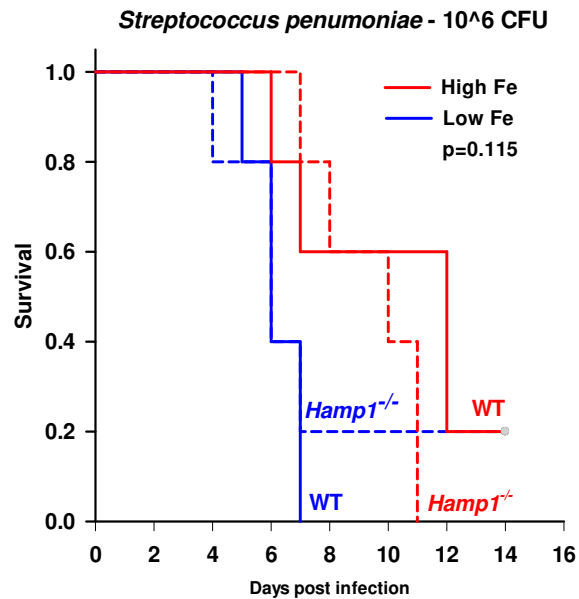 Streptococcus penumoniae - 10^6 CFU
High Fe
Low Fe
p=0.115
Survival
1.0
0.8
0.6
0.4
0.2
0.0
Hamp1-/-
WT
WT
Hamp1-/-
0 2 4 6 8 10 12 14 16
Days post infection